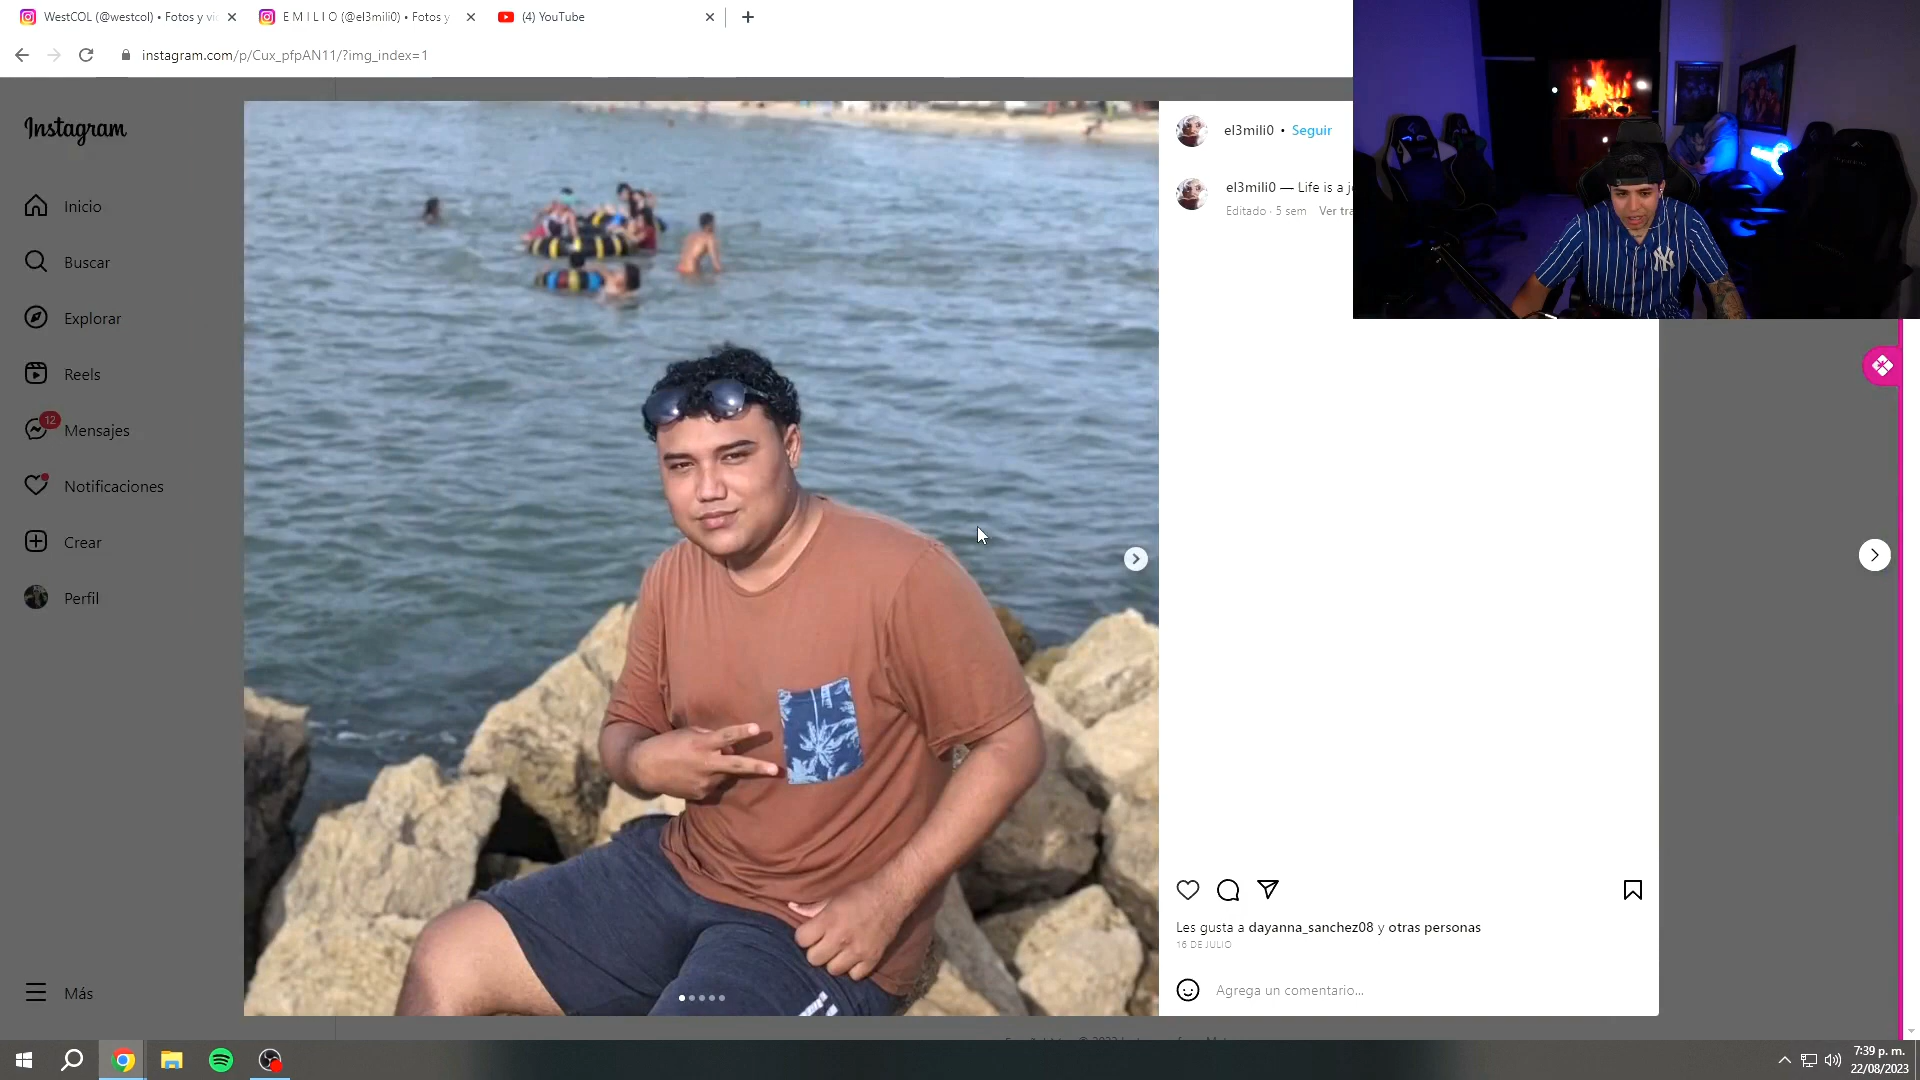 WestCOL (@westcol) • Fotos y vi
E M I L I O (@el3mili0) • Fotos y
(4) YouTube
instagram.com/p/Cux_pfpAN11/?img_index=1
Instagram
Inicio
Buscar
Explorar
Reels
12
Mensajes
Notificaciones
Crear
Perfil
Más
el3mili0 • Seguir
el3mili0 — Life is a
Editado · 5 sem Ver
NY
Les gusta a dayanna_sanchez08 y otras personas
16 DE JULIO
Agrega un comentario...
7:39 p. m.
22/08/2023